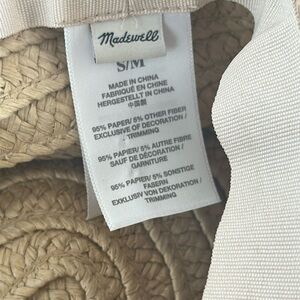 Madewell
S/M
MADE IN CHINA
FABRIQUÉ EN CHINE
HERGESTELLT IN CHINA
中国製
95% PAPER/ 5% OTHER FIBER
EXCLUSIVE OF DECORATION /
TRIMMING
95% PAPIER/ 5% AUTRE FIBRE
SAUF DE DÉCORATION /
GARNITURE
95% PAPIER/ 5% SONSTIGE
FASERN
EXKLUSIV VON DEKORATION /
TRIMMING